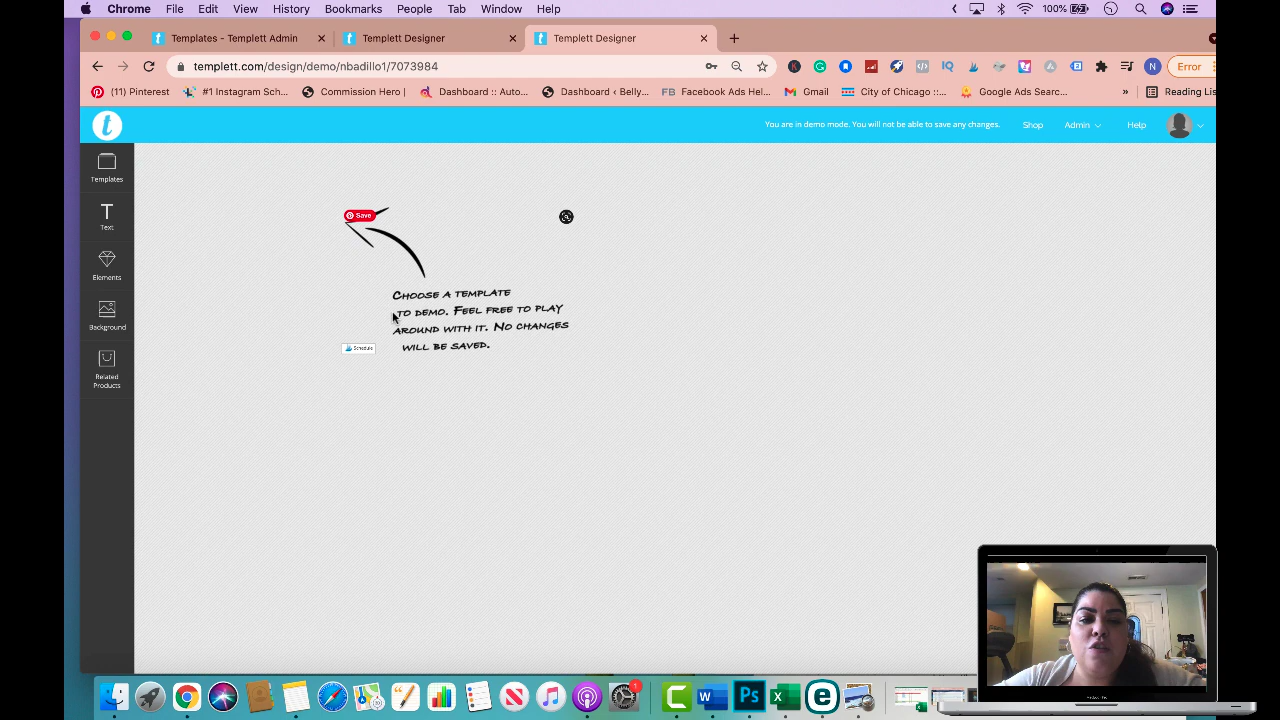 Chrome File Edit View History Bookmarks People Tab Window Help 100%
Templates - Templett Admin Templett Designer Templett Designer
templett.com/design/demo/nbadillo1/7073984 N Error
(11) Pinterest #1 Instagram Sch... Commission Hero | Dashboard :: Auto... Dashboard ‹ Belly... FB Facebook Ads Hel... Gmail City of Chicago ::... Google Ads Searc... » Reading List
t You are in demo mode. You will not be able to save any changes. Shop Admin Help
Templates
Text
Elements
Background
Related
Products
Save
CHOOSE A TEMPLATE
TO DEMO. FEEL FREE TO PLAY
AROUND WITH IT. NO CHANGES
WILL BE SAVED.
Schedule